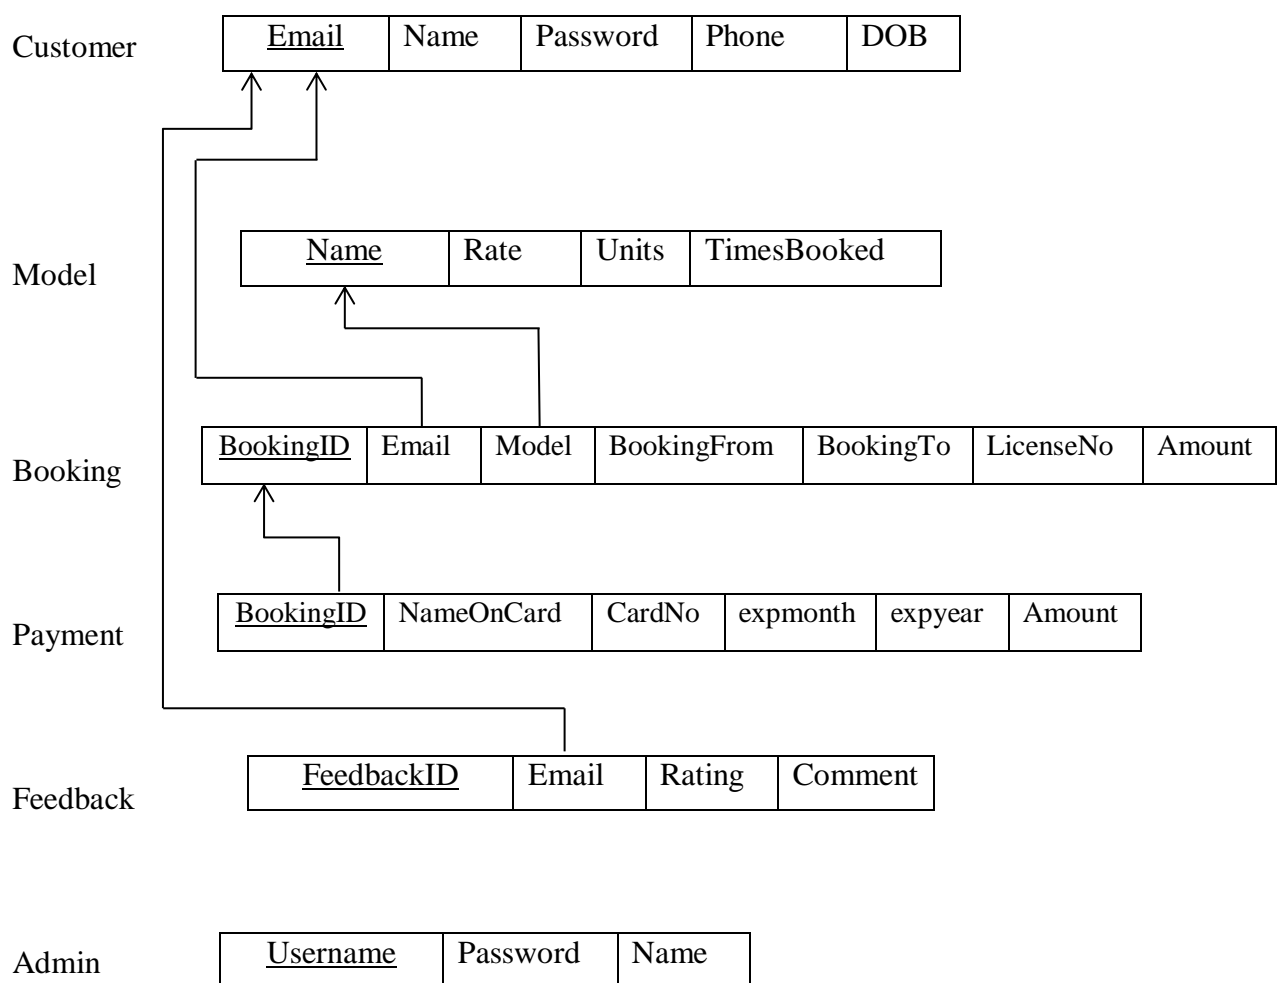 Customer Email Name Password Phone DOB
Model Name Rate Units TimesBooked
Booking BookingID Email Model BookingFrom BookingTo LicenseNo Amount
Payment BookingID NameOnCard CardNo expmonth expyear Amount
Feedback FeedbackID Email Rating Comment
Admin Username Password Name